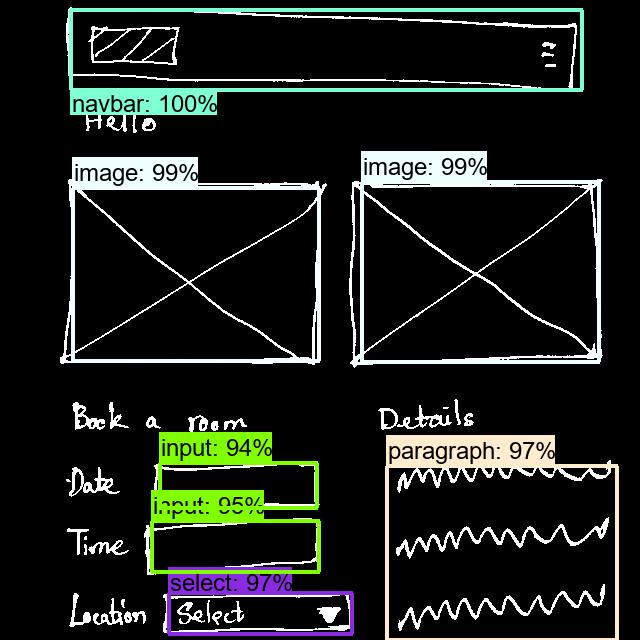 navbar: 100%
Hello
image: 99%
image: 99%
Book a room
Details
input: 94%
paragraph: 97%
Date
input: 95%
Time
select: 97%
Location
Select